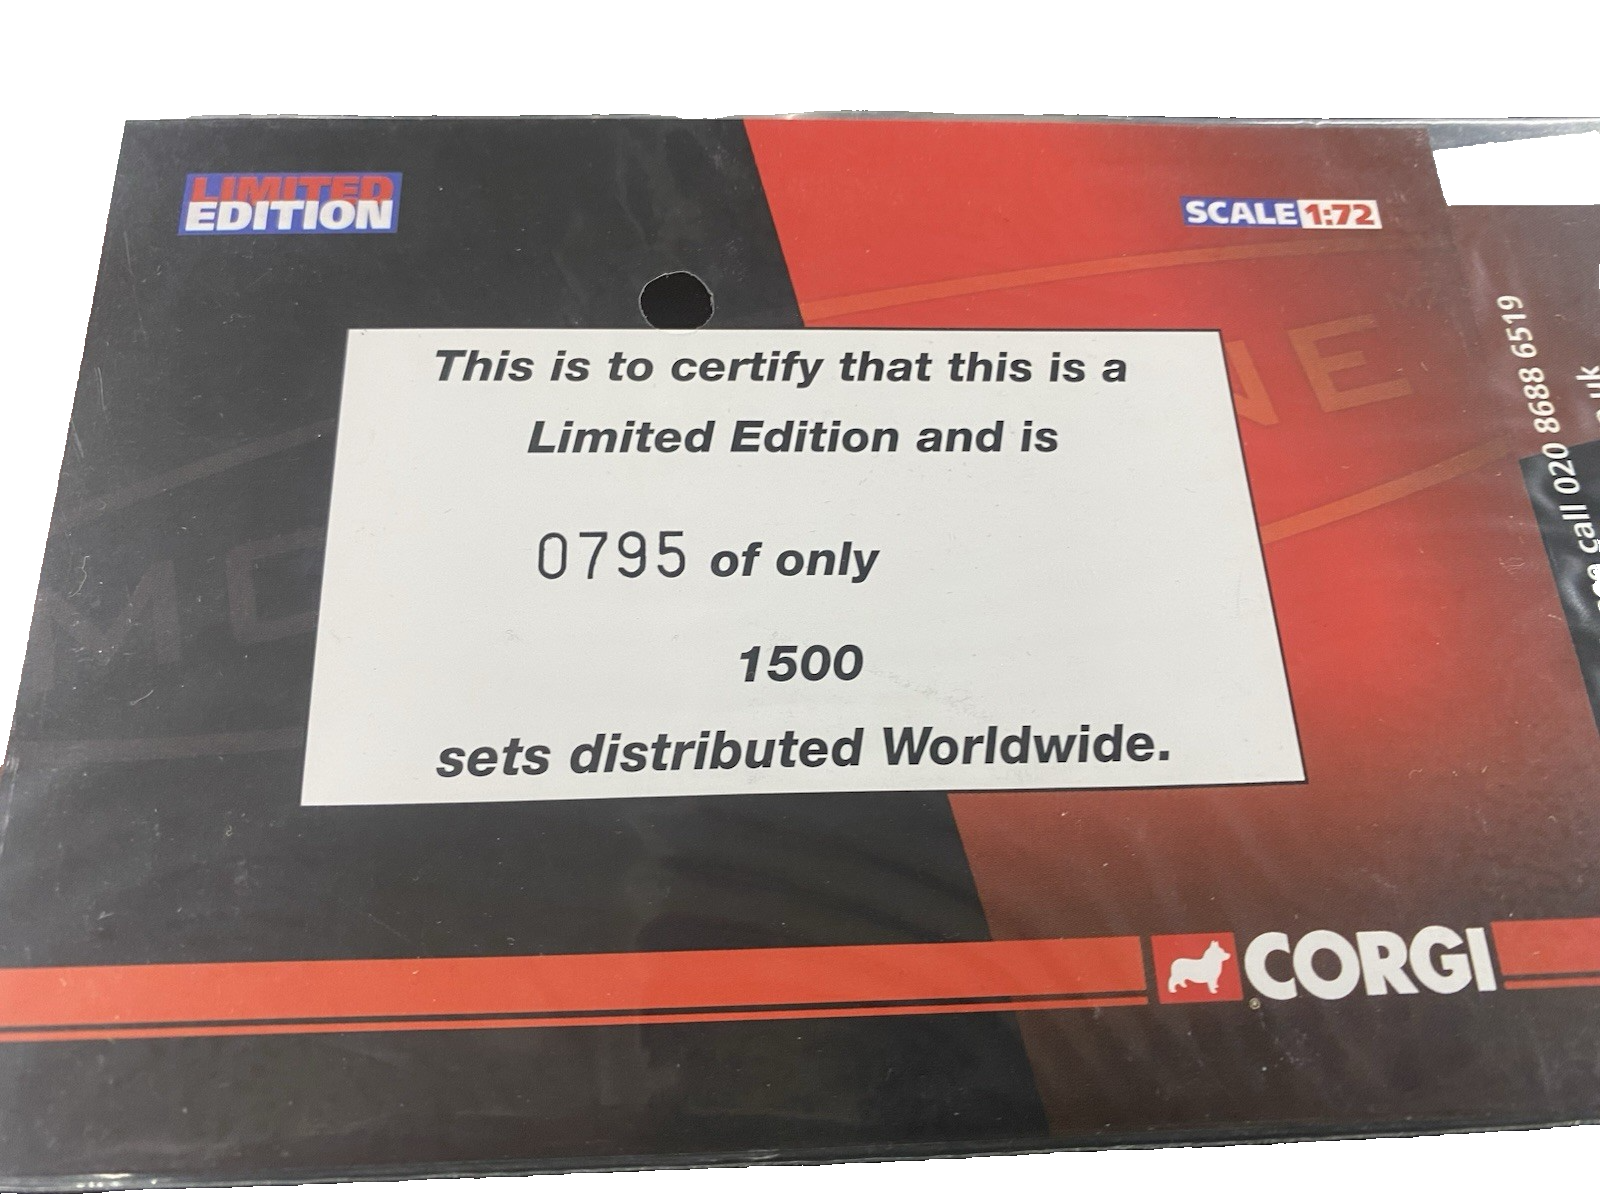 LIMITED
EDITION
SCALE 1:72
This is to certify that this is a
Limited Edition and is
0795 of only
1500
sets distributed Worldwide.
CORGI
®
call 020 8688 6519
uk